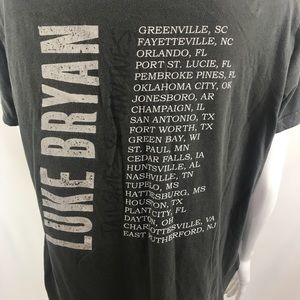 LUKE BRYAN
GREENVILLE, SC
FAYETTEVILLE, NC
ORLANDO, FL
PORT ST. LUCIE, FL
PEMBROKE PINES, FL
OKLAHOMA CITY, OK
JONESBORO, AR
CHAMPAIGN, IL
SAN ANTONIO, TX
FORT WORTH, TX
GREEN BAY, WI
ST. PAUL, MN
CEDAR FALLS, IA
HUNTSVILLE, AL
NASHVILLE, TN
TUPELO, MS
HATTIESBURG, MS
HOUSTON, TX
PLANT CITY, FL
DAYTON, OH
CHARLOTTESVILLE, VA
EAST RUTHERFORD, NJ